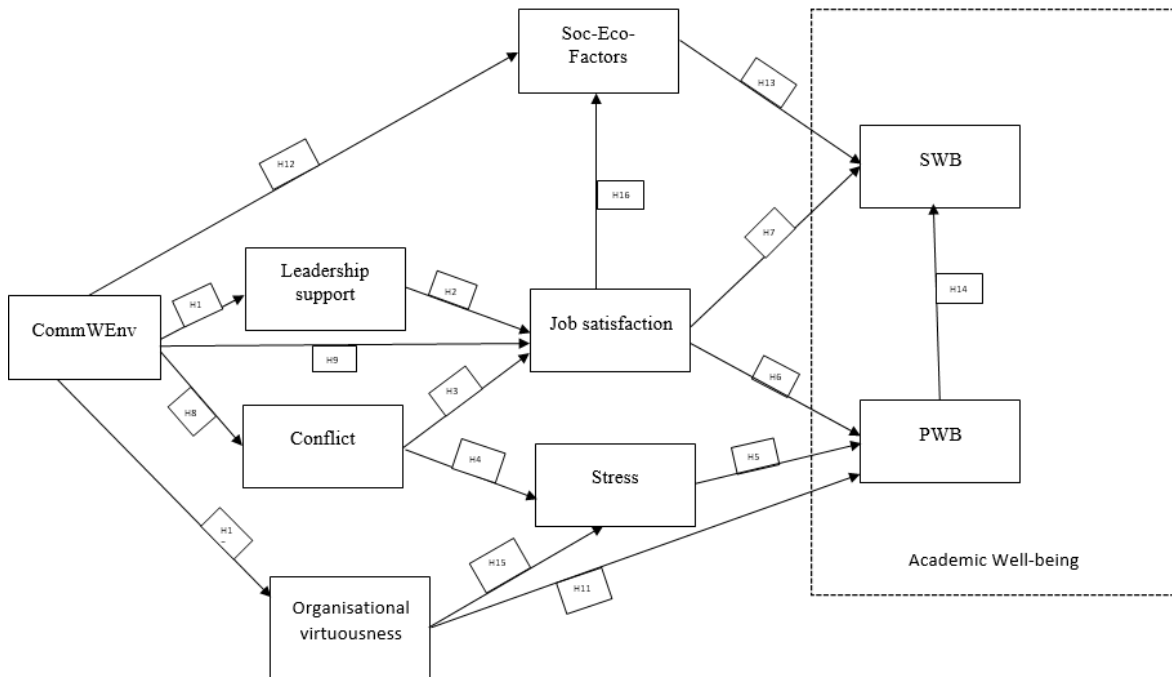 Soc-Eco-
Factors
H13
SWB
H12
H16
H7
H14
Leadership
support
H1
H2
CommWEnv
Job satisfaction
H9
H3
H6
H8
Conflict
PWB
H4
H5
Stress
H1
H15
H11
Academic Well-being
Organisational
virtuousness